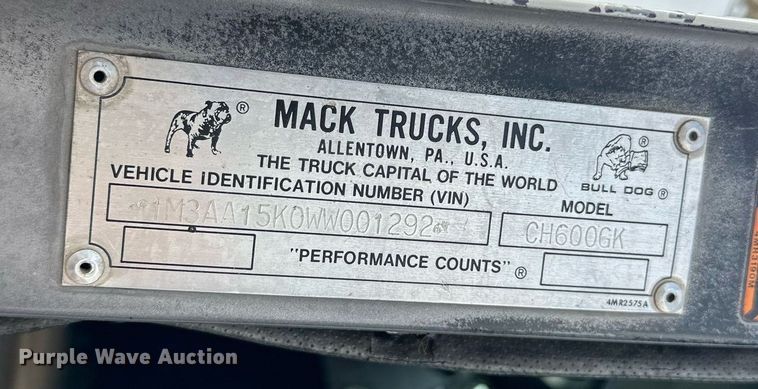 MACK TRUCKS, INC.
ALLENTOWN, PA., U.S.A.
THE TRUCK CAPITAL OF THE WORLD
BULL DOG ®
VEHICLE IDENTIFICATION NUMBER (VIN)
MODEL
1M3AA15K0WW001292
CH600GK
"PERFORMANCE COUNTS" ®
4MR2575A
Purple Wave Auction